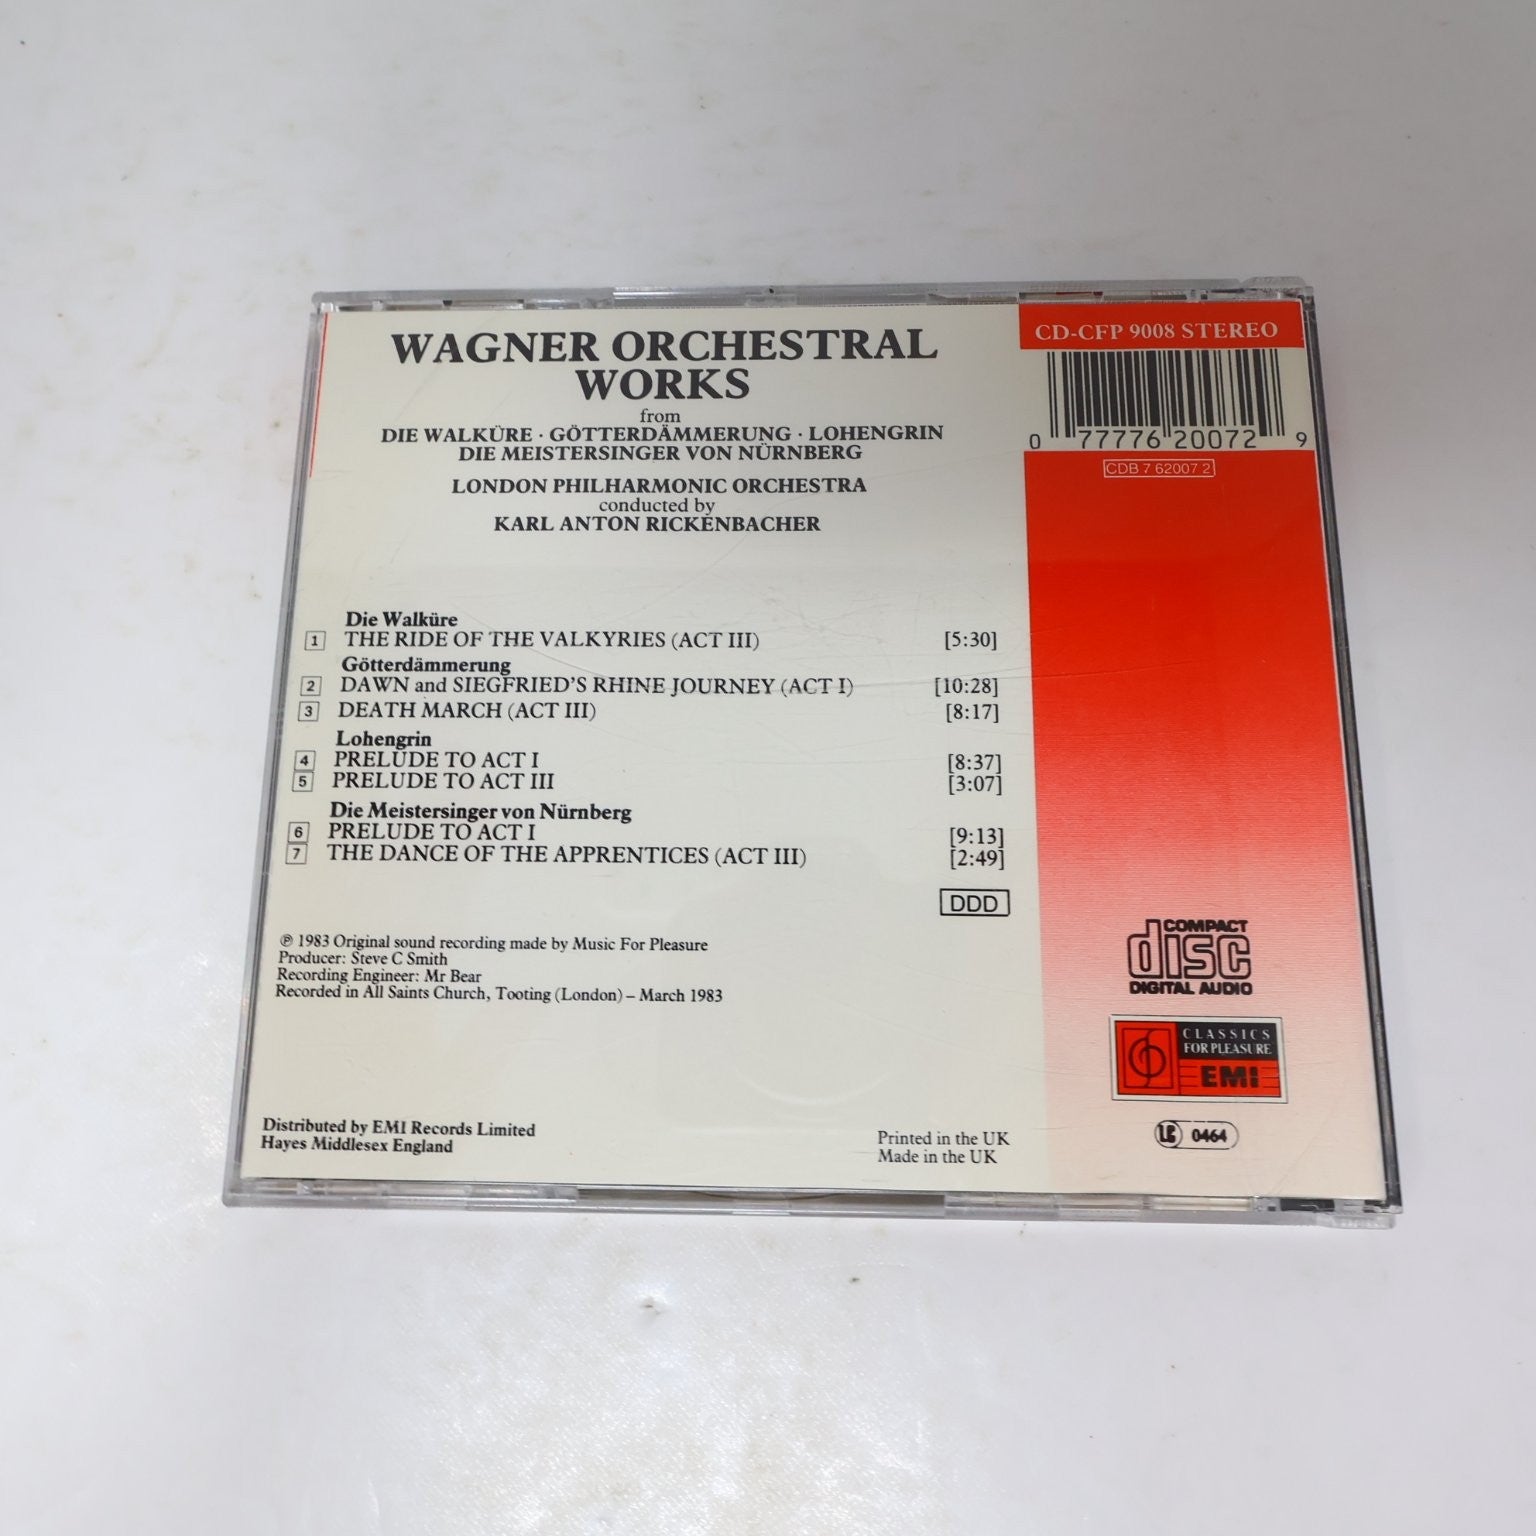 WAGNER ORCHESTRAL
WORKS
from
DIE WALKÜRE · GÖTTERDÄMMERUNG · LOHENGRIN
DIE MEISTERSINGER VON NÜRNBERG
LONDON PHILHARMONIC ORCHESTRA
conducted by
KARL ANTON RICKENBACHER
CD-CFP 9008 STEREO
0 77776 20072 9
CDB 7 62007 2
Die Walküre
1 THE RIDE OF THE VALKYRIES (ACT III) [5:30]
Götterdämmerung
2 DAWN and SIEGFRIED'S RHINE JOURNEY (ACT I) [10:28]
3 DEATH MARCH (ACT III) [8:17]
Lohengrin
4 PRELUDE TO ACT I [8:37]
5 PRELUDE TO ACT III [3:07]
Die Meistersinger von Nürnberg
6 PRELUDE TO ACT I [9:13]
7 THE DANCE OF THE APPRENTICES (ACT III) [2:49]
DDD
℗ 1983 Original sound recording made by Music For Pleasure
Producer: Steve C Smith
Recording Engineer: Mr Bear
Recorded in All Saints Church, Tooting (London) – March 1983
COMPACT
disc
DIGITAL AUDIO
CLASSICS
FOR PLEASURE
EMI
LC 0464
Distributed by EMI Records Limited
Hayes Middlesex England
Printed in the UK
Made in the UK